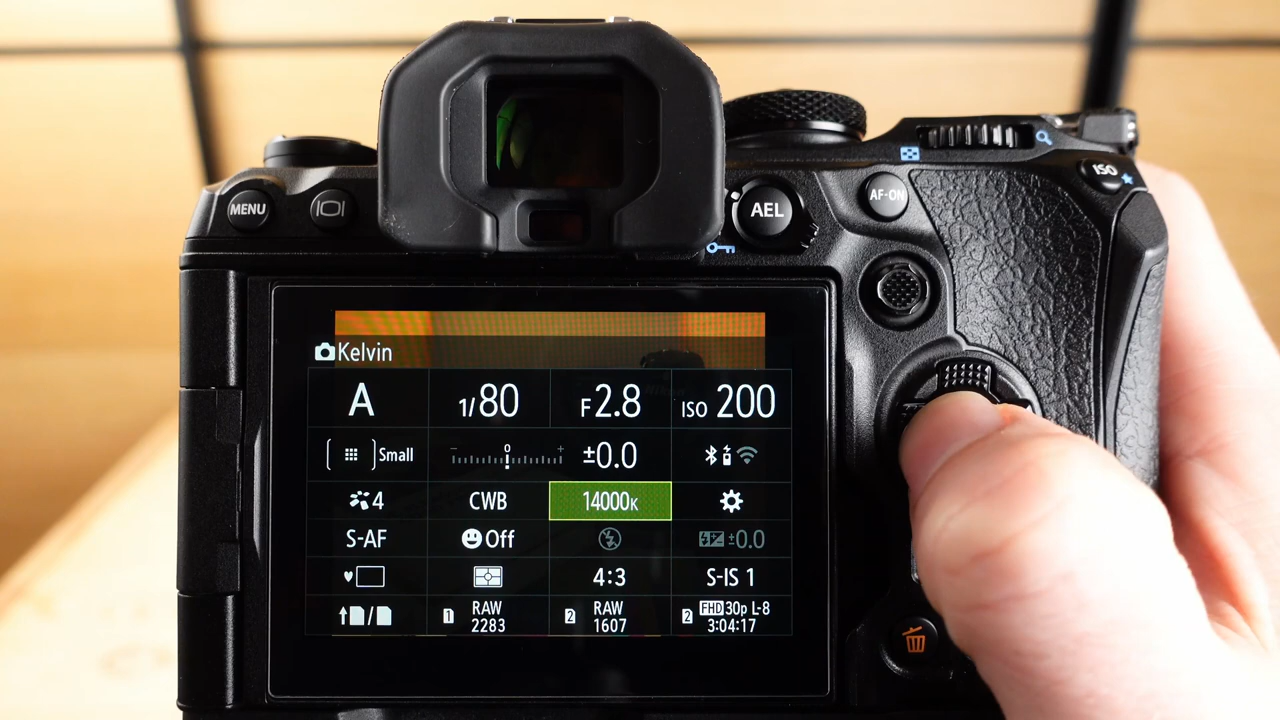 MENU
AEL
AF-ON
ISO
Kelvin
A 1/80 F2.8 ISO 200
Small ±0.0
4 CWB 14000K
S-AF Off ±0.0
4:3 S-IS 1
1 RAW 2283 2 RAW 1607 2 FHD 30p L-8 3:04:17